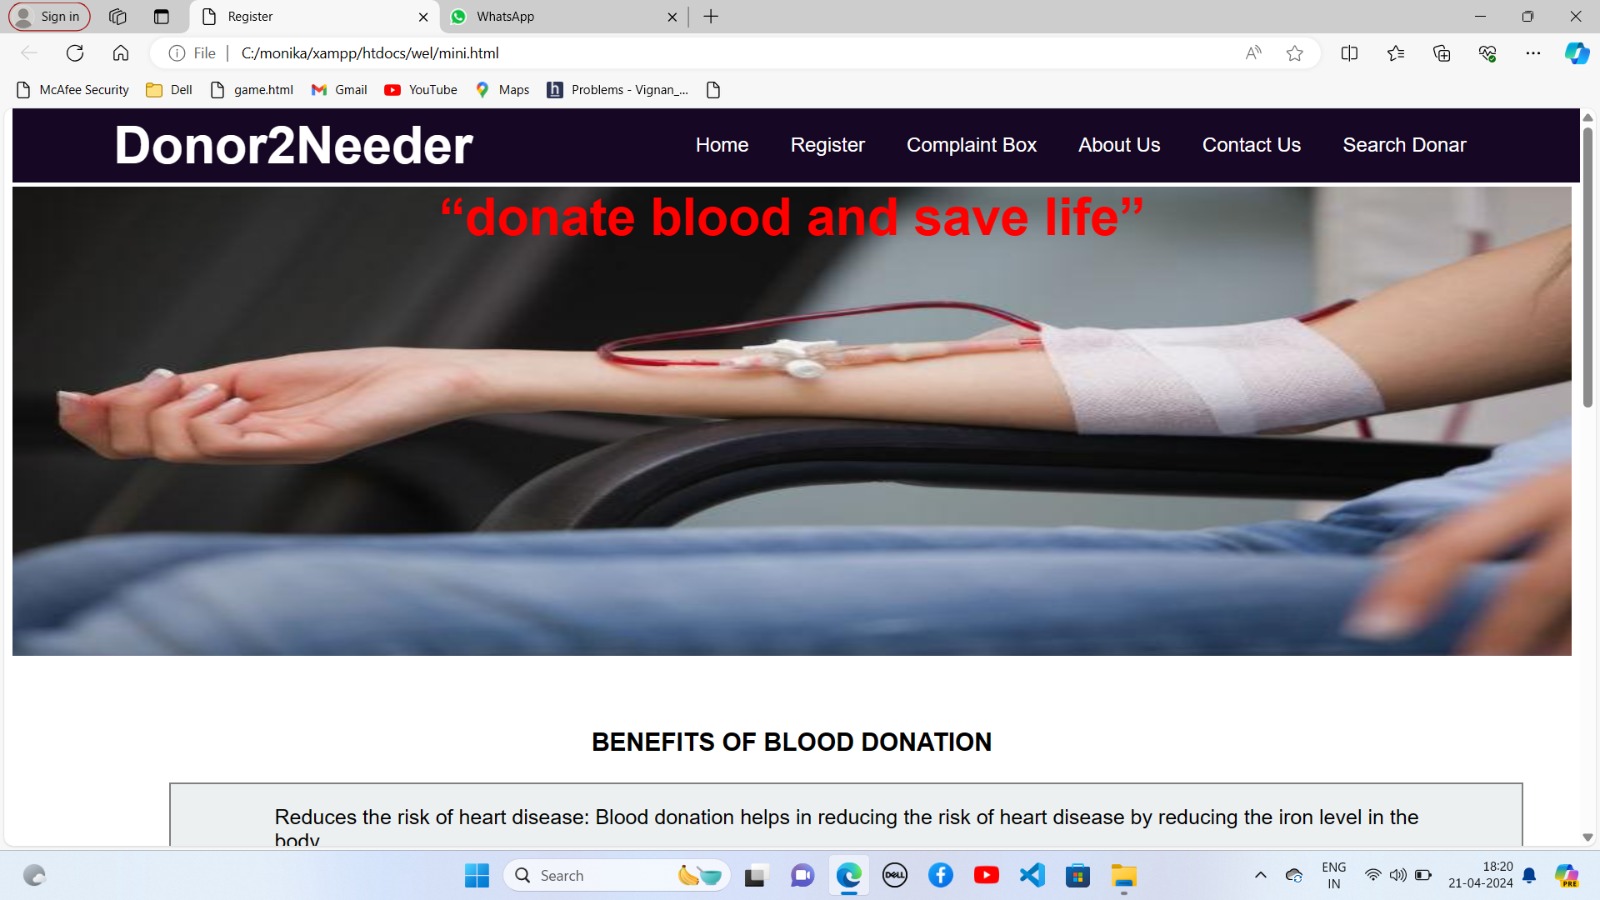 Sign in
Register
WhatsApp
File
C:/monika/xampp/htdocs/wel/mini.html
McAfee Security
Dell
game.html
Gmail
YouTube
Maps
h
Problems - Vignan_...
Donor2Needer
Home
Register
Complaint Box
About Us
Contact Us
Search Donar
“donate blood and save life”
BENEFITS OF BLOOD DONATION
Reduces the risk of heart disease: Blood donation helps in reducing the risk of heart disease by reducing the iron level in the
body
Search
DELL
ENG
IN
18:20
21-04-2024
PRE